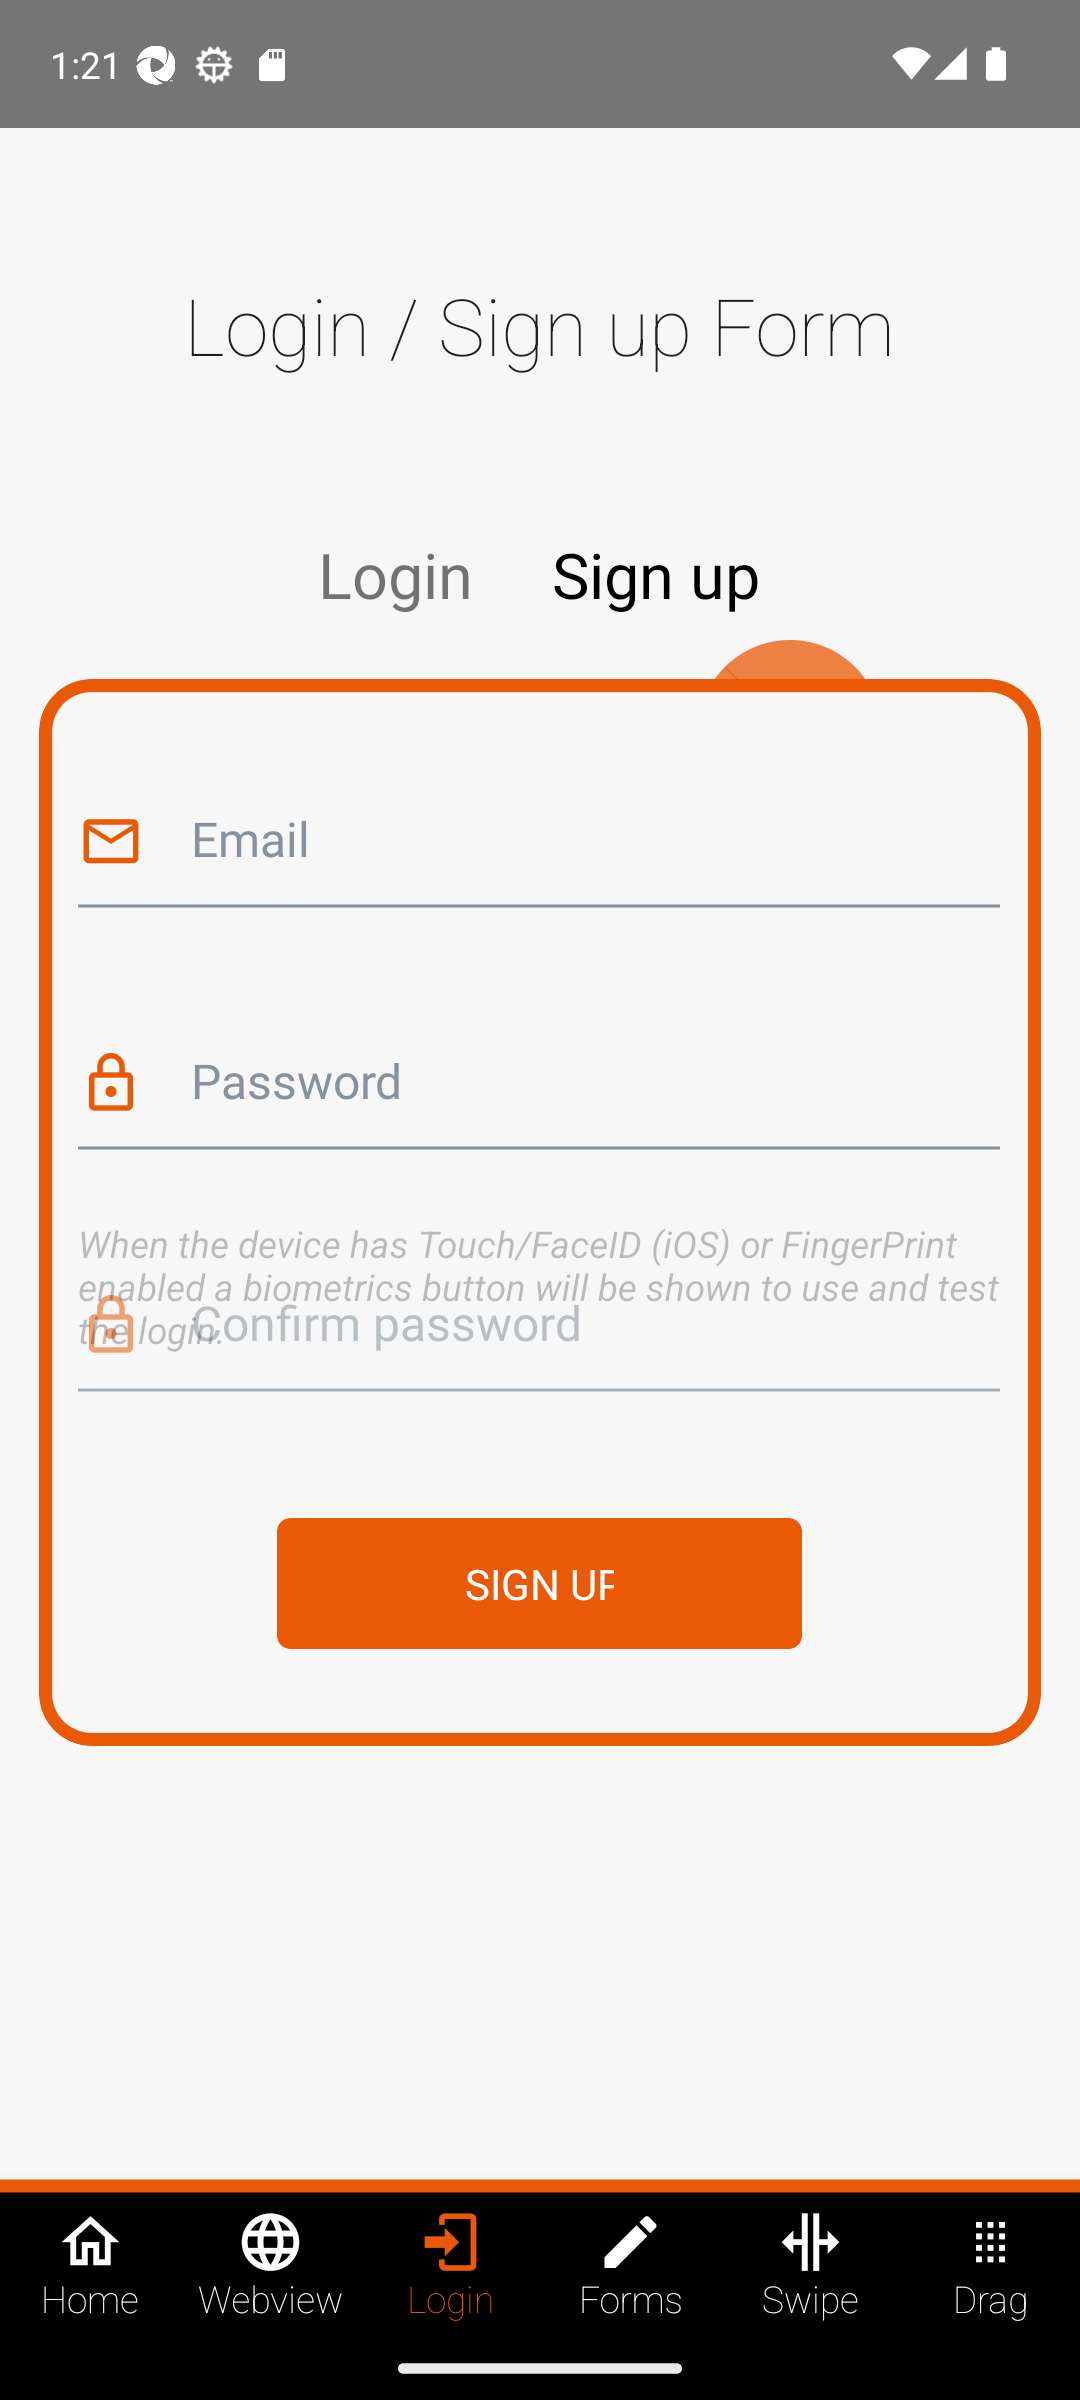 1:21
Login / Sign up Form
Login Sign up
Email
Password
When the device has Touch/FaceID (iOS) or FingerPrint
enabled a biometrics button will be shown to use and test
the login.
Confirm password
SIGN UP
Home Webview Login Forms Swipe Drag